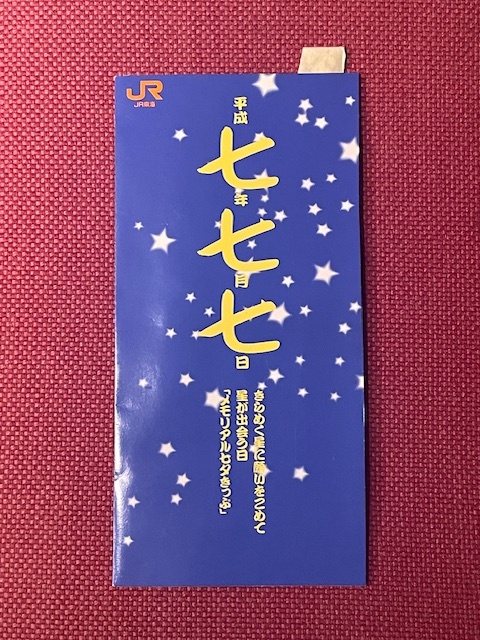 JR
JR東海
平成七年七月七日
きらめく星に願いをこめて
星が出会う日
「メモリアル七夕きっぷ」